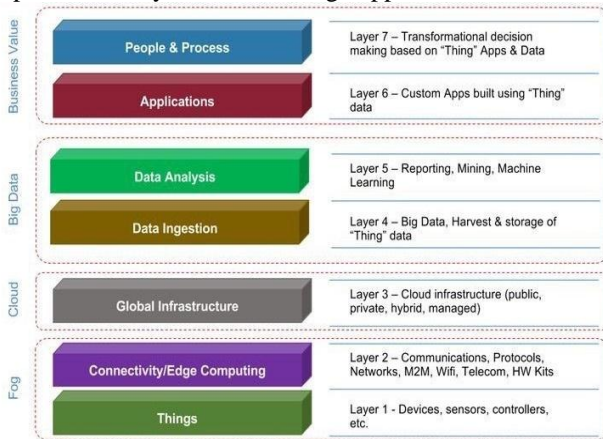 Business Value
People & Process
Layer 7 – Transformational decision
making based on “Thing” Apps & Data
Applications
Layer 6 – Custom Apps built using “Thing”
data
Big Data
Data Analysis
Layer 5 – Reporting, Mining, Machine
Learning
Data Ingestion
Layer 4 – Big Data, Harvest & storage of
“Thing” data
Cloud
Global Infrastructure
Layer 3 – Cloud infrastructure (public,
private, hybrid, managed)
Fog
Connectivity/Edge Computing
Layer 2 – Communications, Protocols,
Networks, M2M, Wifi, Telecom, HW Kits
Things
Layer 1 - Devices, sensors, controllers,
etc.